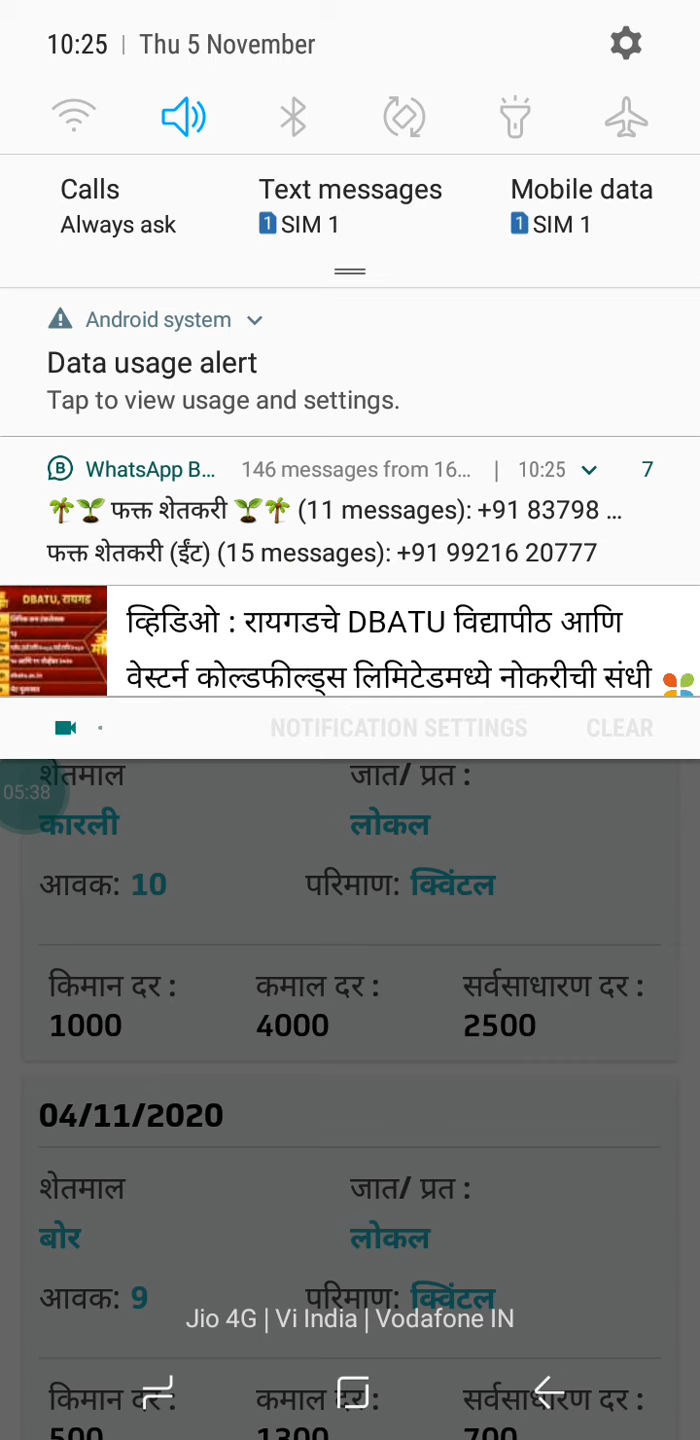 10:25 | Thu 5 November
Calls Text messages Mobile data
Always ask 1 SIM 1 1 SIM 1
Android system
Data usage alert
Tap to view usage and settings.
WhatsApp B... 146 messages from 16... | 10:25 7
🌴🌱 फक्त शेतकरी 🌱🌴 (11 messages): +91 83798 ...
फक्त शेतकरी (ईंट) (15 messages): +91 99216 20777
DBATU, रायगड
व्हिडिओ : रायगडचे DBATU विद्यापीठ आणि
वेस्टर्न कोल्डफील्ड्स लिमिटेडमध्ये नोकरीची संधी
NOTIFICATION SETTINGS CLEAR
शेतमाल जात/ प्रत :
05:38
कारली लोकल
आवक: 10 परिमाण: क्विंटल
किमान दर : कमाल दर : सर्वसाधारण दर :
1000 4000 2500
04/11/2020
शेतमाल जात/ प्रत :
बोर लोकल
आवक: 9 परिमाण: क्विंटल
Jio 4G | Vi India | Vodafone IN
किमान दर : कमाल दर : सर्वसाधारण दर :
500 1300 700